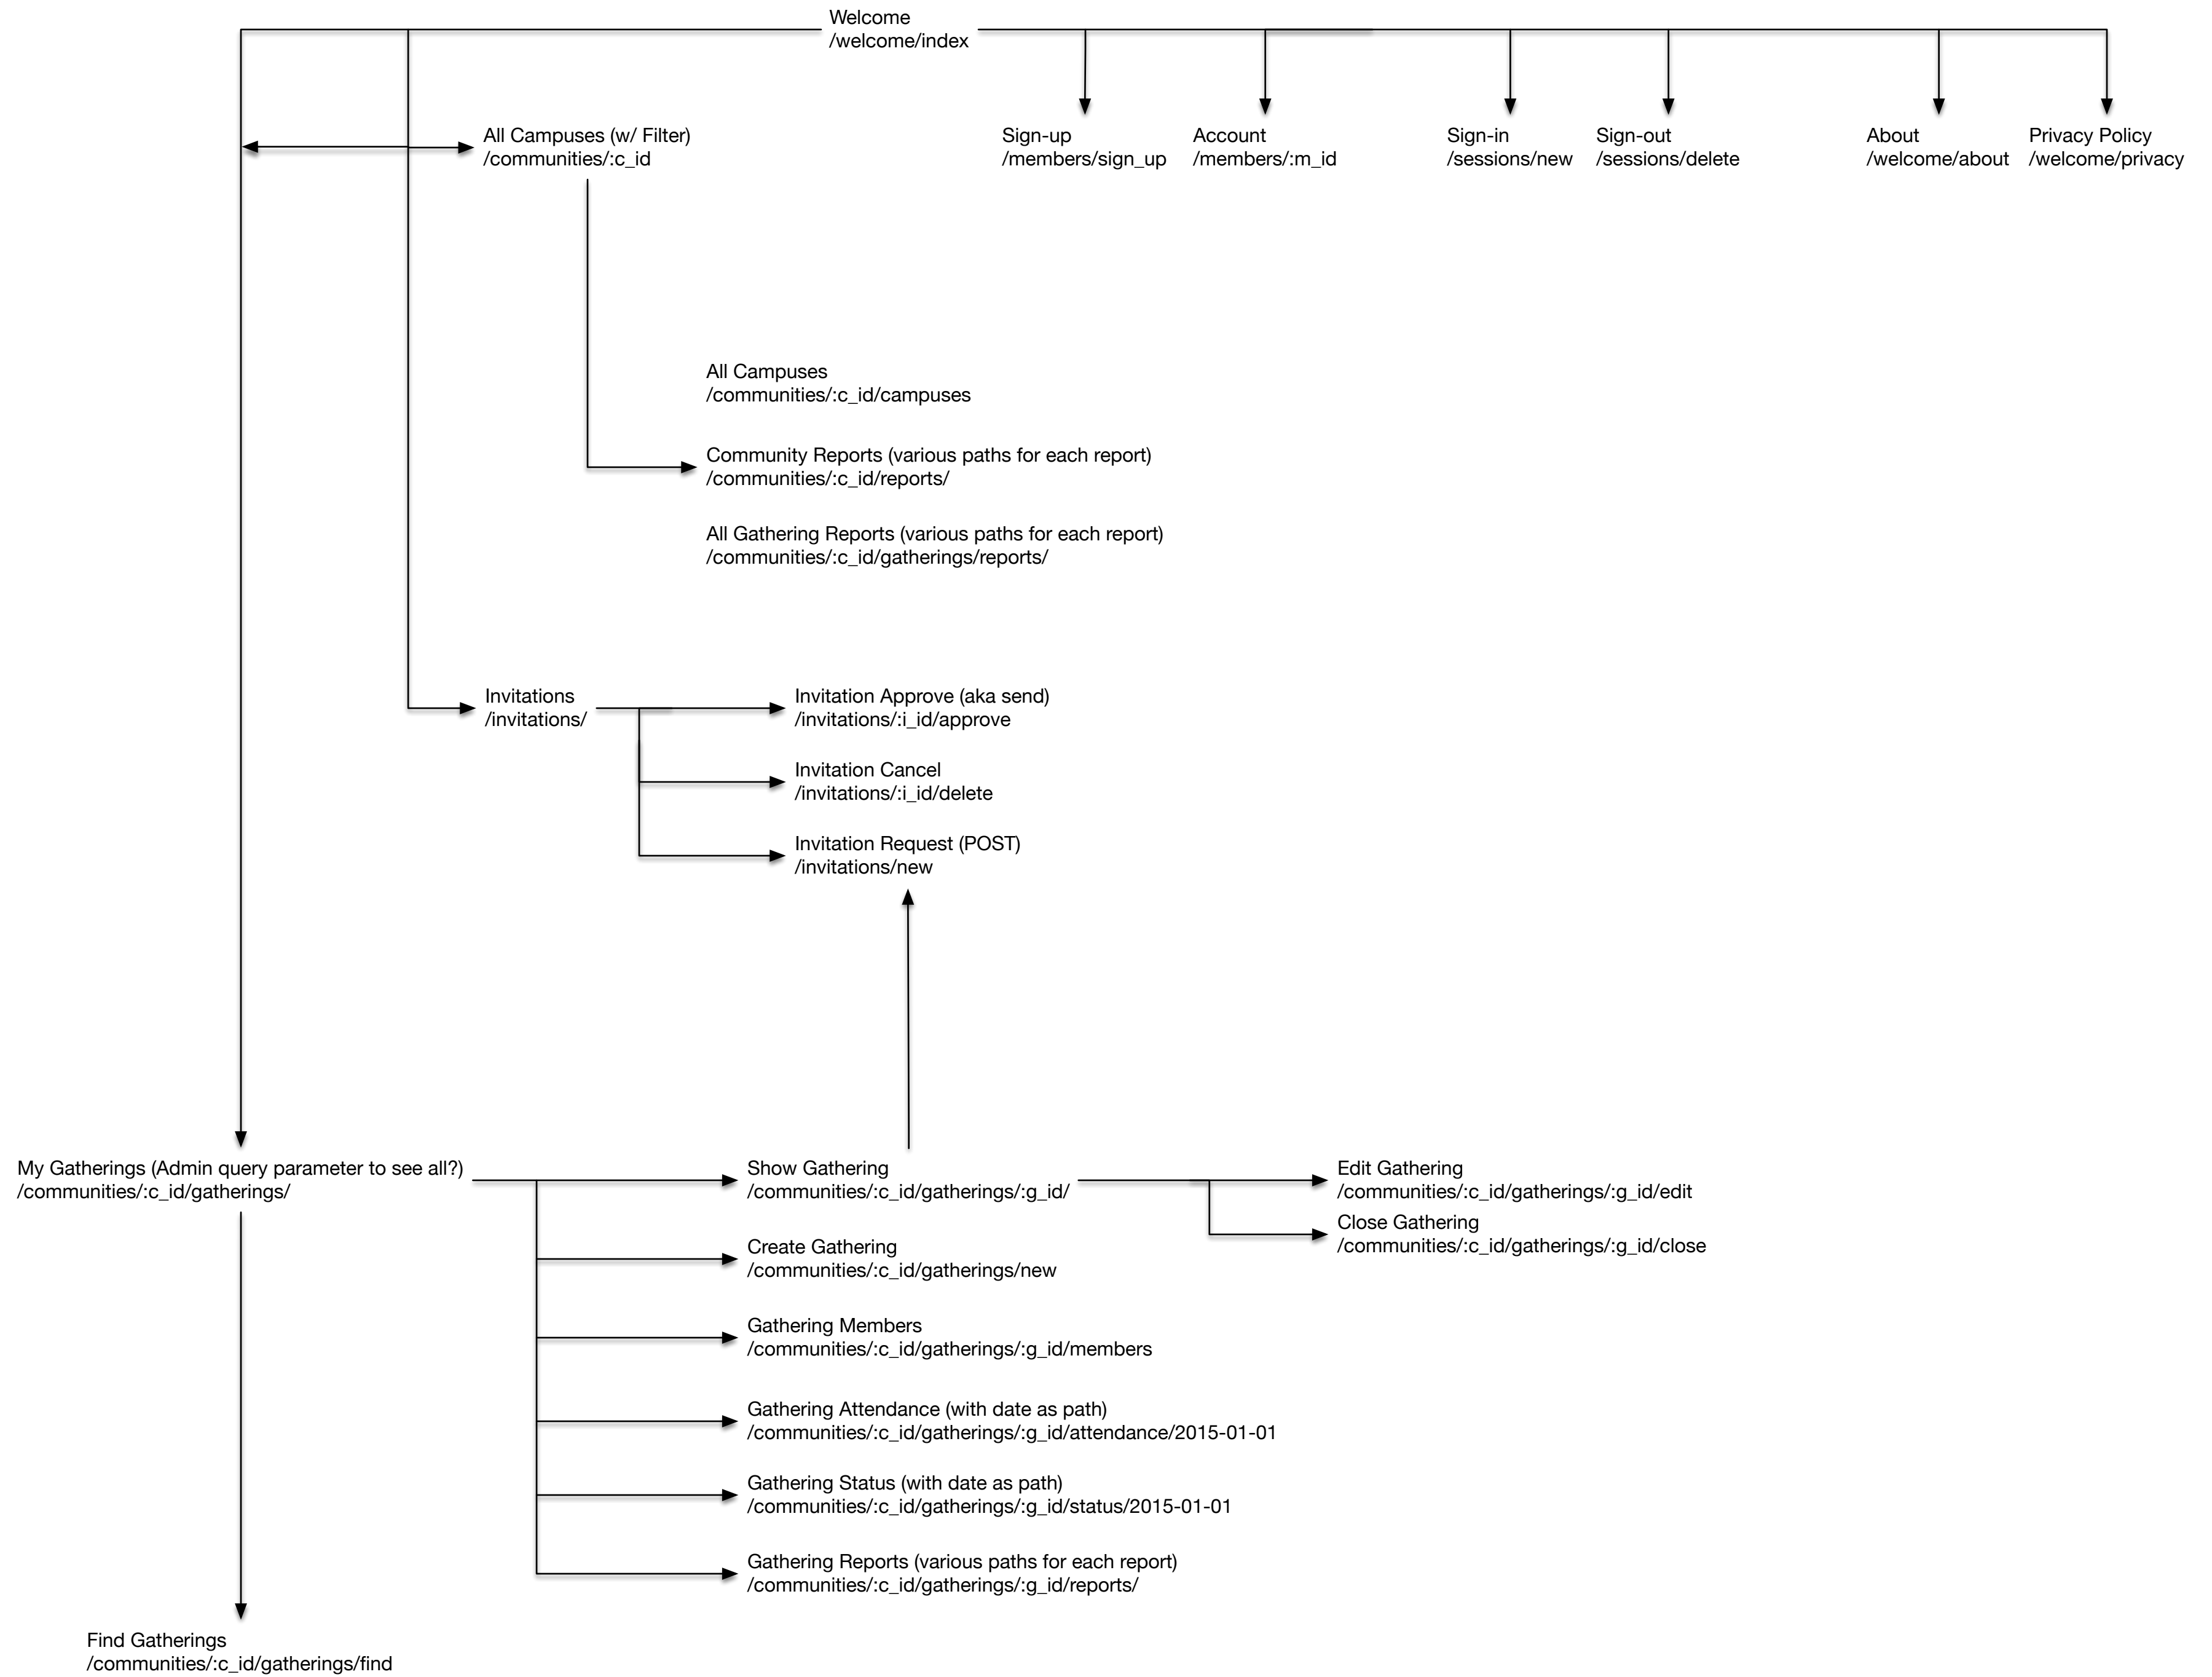 Welcome
/welcome/index
All Campuses (w/ Filter)
/communities/:c_id
Sign-up
/members/sign_up
Account
/members/:m_id
Sign-in
/sessions/new
Sign-out
/sessions/delete
About
/welcome/about
Privacy Policy
/welcome/privacy
All Campuses
/communities/:c_id/campuses
Community Reports (various paths for each report)
/communities/:c_id/reports/
All Gathering Reports (various paths for each report)
/communities/:c_id/gatherings/reports/
Invitations
/invitations/
Invitation Approve (aka send)
/invitations/:i_id/approve
Invitation Cancel
/invitations/:i_id/delete
Invitation Request (POST)
/invitations/new
My Gatherings (Admin query parameter to see all?)
/communities/:c_id/gatherings/
Show Gathering
/communities/:c_id/gatherings/:g_id/
Edit Gathering
/communities/:c_id/gatherings/:g_id/edit
Close Gathering
/communities/:c_id/gatherings/:g_id/close
Create Gathering
/communities/:c_id/gatherings/new
Gathering Members
/communities/:c_id/gatherings/:g_id/members
Gathering Attendance (with date as path)
/communities/:c_id/gatherings/:g_id/attendance/2015-01-01
Gathering Status (with date as path)
/communities/:c_id/gatherings/:g_id/status/2015-01-01
Gathering Reports (various paths for each report)
/communities/:c_id/gatherings/:g_id/reports/
Find Gatherings
/communities/:c_id/gatherings/find